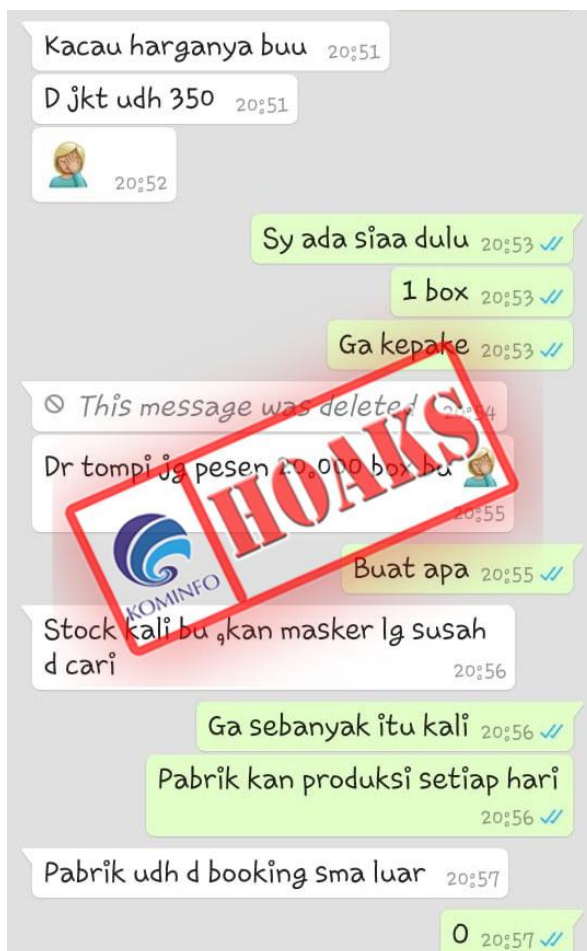 Kacau harganya buu 20:51
D jkt udh 350 20:51
20:52
Sy ada siaa dulu 20:53
1 box 20:53
Ga kepake 20:53
This message was deleted 20:54
Dr tompi jg pesen 20.000 box bu
20:55
HOAKS
KOMINFO
Buat apa 20:55
Stock kali bu ,kan masker lg susah
d cari 20:56
Ga sebanyak itu kali 20:56
Pabrik kan produksi setiap hari
20:56
Pabrik udh d booking sma luar 20:57
O 20:57